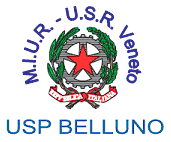 M.I.U.R. - U.S.R. Veneto
USP BELLUNO